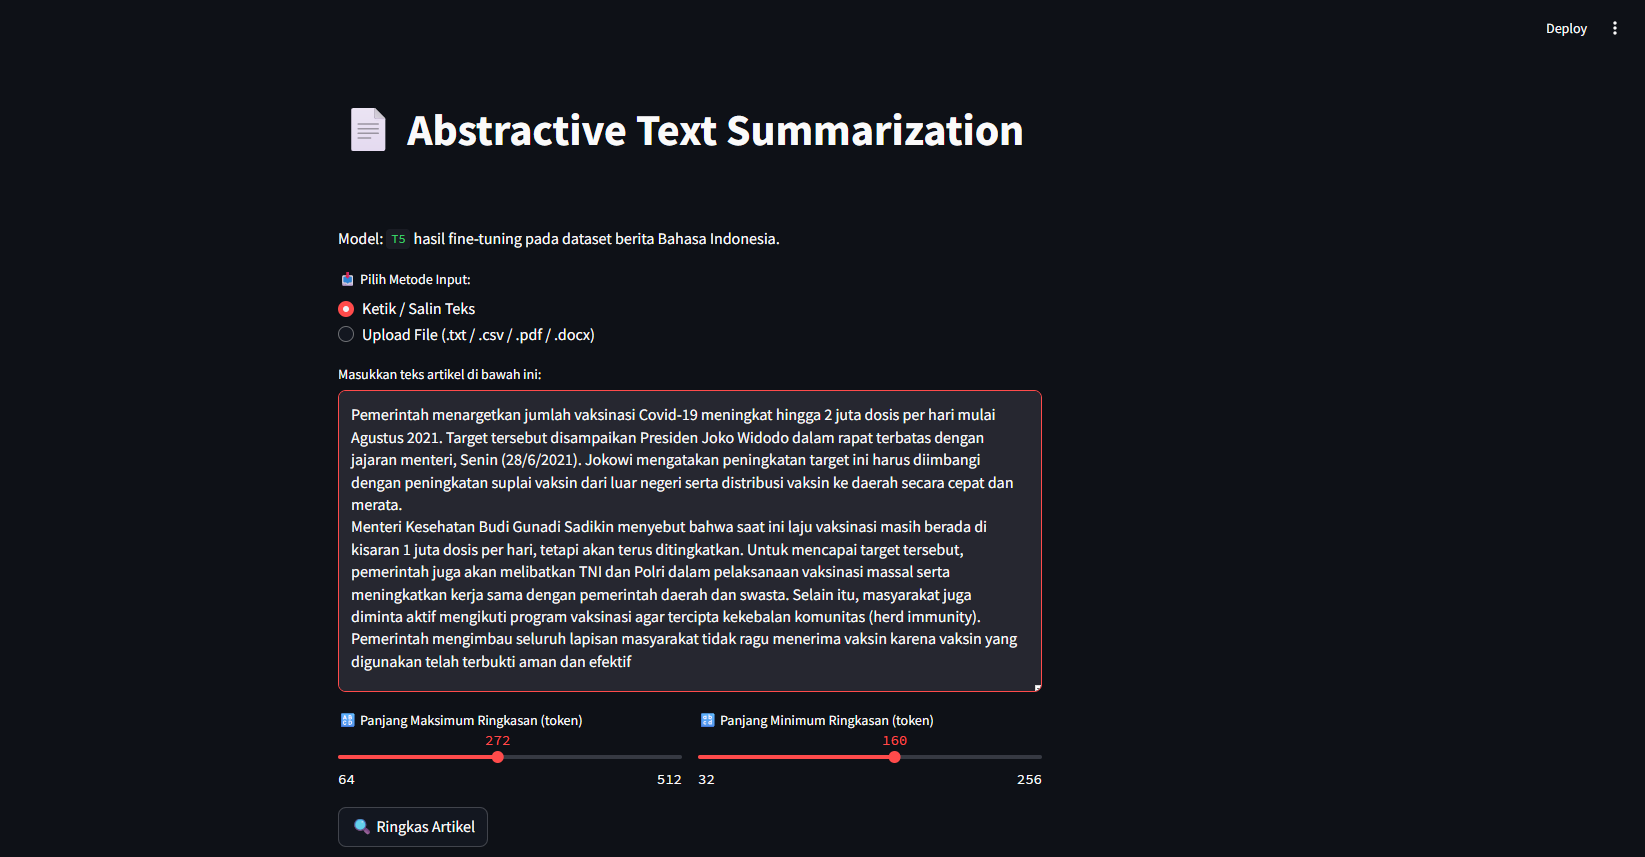 Deploy
Abstractive Text Summarization
Model: T5 hasil fine-tuning pada dataset berita Bahasa Indonesia.
Pilih Metode Input:
Ketik / Salin Teks
Upload File (.txt / .csv / .pdf / .docx)
Masukkan teks artikel di bawah ini:
Pemerintah menargetkan jumlah vaksinasi Covid-19 meningkat hingga 2 juta dosis per hari mulai
Agustus 2021. Target tersebut disampaikan Presiden Joko Widodo dalam rapat terbatas dengan
jajaran menteri, Senin (28/6/2021). Jokowi mengatakan peningkatan target ini harus diimbangi
dengan peningkatan suplai vaksin dari luar negeri serta distribusi vaksin ke daerah secara cepat dan
merata.
Menteri Kesehatan Budi Gunadi Sadikin menyebut bahwa saat ini laju vaksinasi masih berada di
kisaran 1 juta dosis per hari, tetapi akan terus ditingkatkan. Untuk mencapai target tersebut,
pemerintah juga akan melibatkan TNI dan Polri dalam pelaksanaan vaksinasi massal serta
meningkatkan kerja sama dengan pemerintah daerah dan swasta. Selain itu, masyarakat juga
diminta aktif mengikuti program vaksinasi agar tercipta kekebalan komunitas (herd immunity).
Pemerintah mengimbau seluruh lapisan masyarakat tidak ragu menerima vaksin karena vaksin yang
digunakan telah terbukti aman dan efektif
Panjang Maksimum Ringkasan (token)
272
64 512
Panjang Minimum Ringkasan (token)
160
32 256
Ringkas Artikel